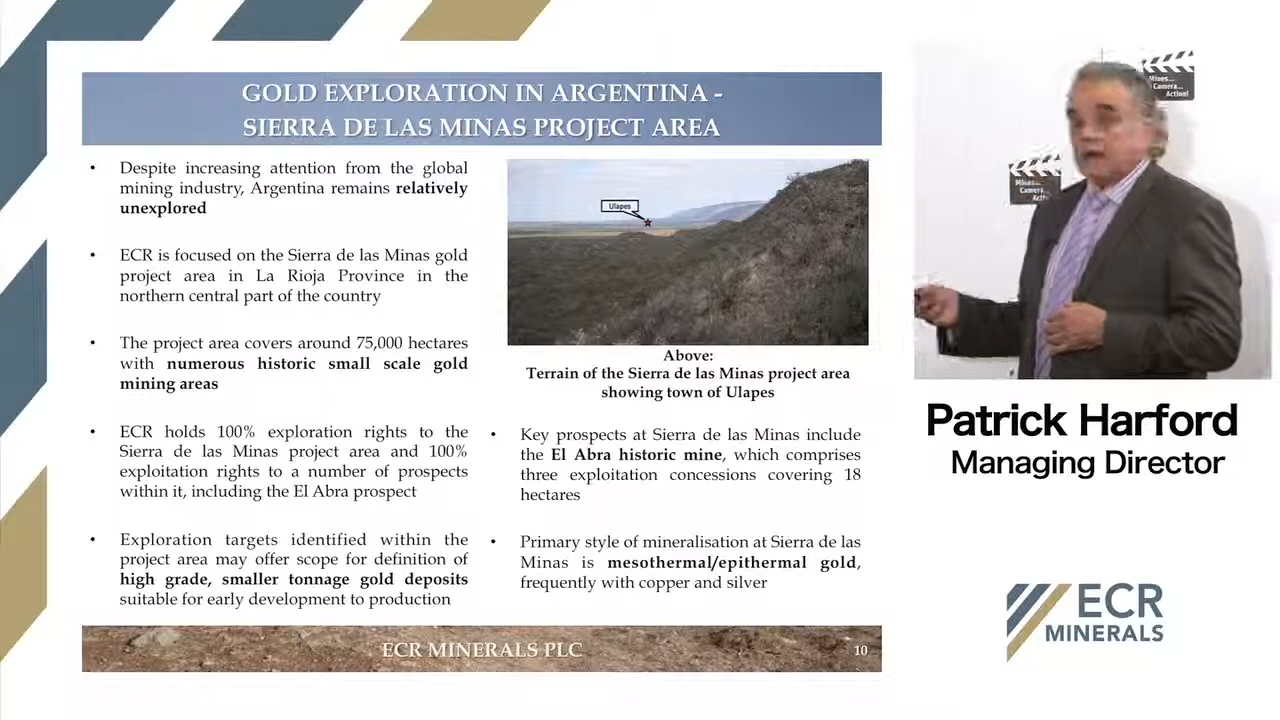 GOLD EXPLORATION IN ARGENTINA -
SIERRA DE LAS MINAS PROJECT AREA
• Despite increasing attention from the global
mining industry, Argentina remains relatively
unexplored
• ECR is focused on the Sierra de las Minas gold
project area in La Rioja Province in the
northern central part of the country
• The project area covers around 75,000 hectares
with numerous historic small scale gold
mining areas
• ECR holds 100% exploration rights to the
Sierra de las Minas project area and 100%
exploitation rights to a number of prospects
within it, including the El Abra prospect
• Exploration targets identified within the
project area may offer scope for definition of
high grade, smaller tonnage gold deposits
suitable for early development to production
Ulapes
Above:
Terrain of the Sierra de las Minas project area
showing town of Ulapes
• Key prospects at Sierra de las Minas include
the El Abra historic mine, which comprises
three exploitation concessions covering 18
hectares
• Primary style of mineralisation at Sierra de las
Minas is mesothermal/epithermal gold,
frequently with copper and silver
ECR MINERALS PLC
10
Mines...
Camera...
Action!
Mines...
Camera...
Patrick Harford
Managing Director
ECR
MINERALS